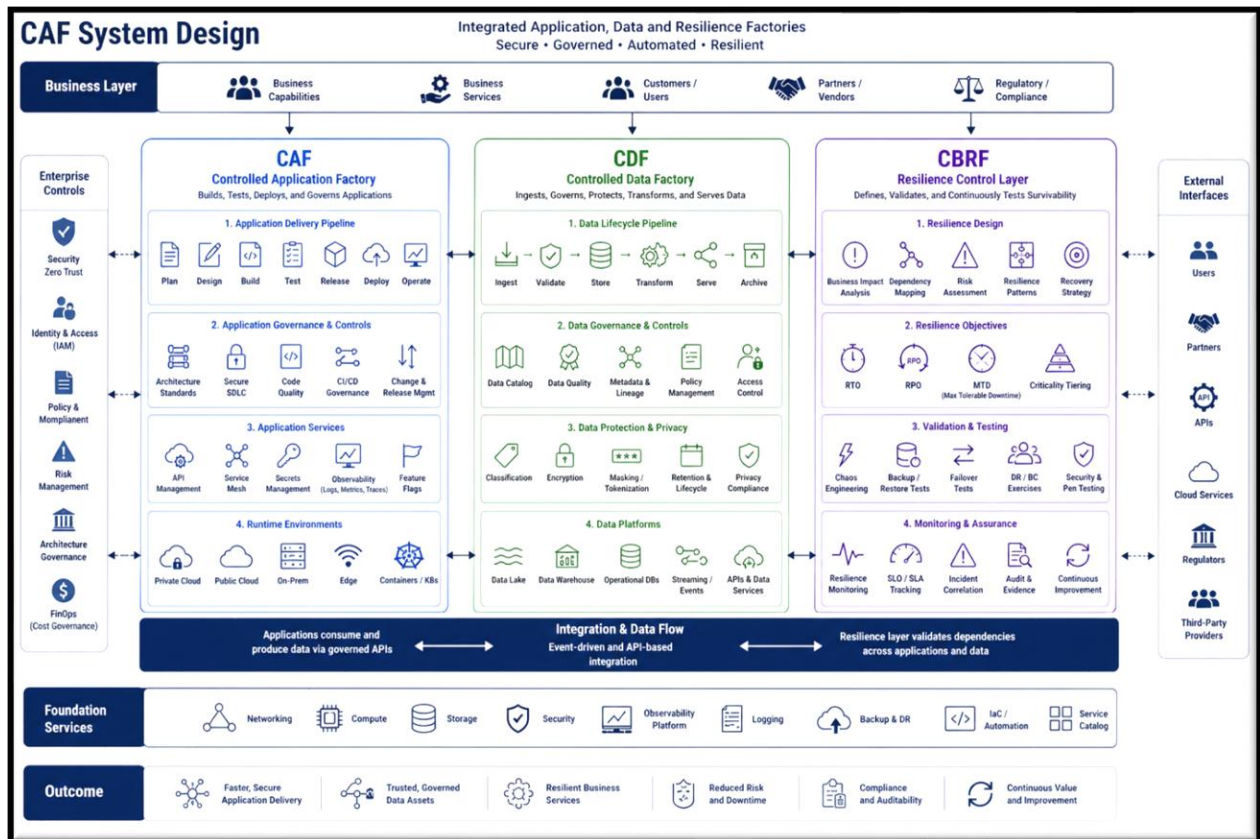 CAF System Design
Integrated Application, Data and Resilience Factories
Secure • Governed • Automated • Resilient
Business Layer
Business
Capabilities
Business
Services
Customers /
Users
Partners /
Vendors
Regulatory /
Compliance
Enterprise
Controls
Security
Zero Trust
Identity & Access
(IAM)
Policy &
Mompliament
Risk
Management
Architecture
Governance
$
FinOps
(Cost Governance)
CAF
Controlled Application Factory
Builds, Tests, Deploys, and Governs Applications
1. Application Delivery Pipeline
Plan
Design
</>
Build
Test
Release
Deploy
Operate
2. Application Governance & Controls
Architecture
Standards
Secure
SDLC
</>
Code
Quality
CI/CD
Governance
Change &
Release Mgmt
3. Application Services
API
Management
Service
Mesh
Secrets
Management
Observability
(Logs, Metrics, Traces)
Feature
Flags
4. Runtime Environments
Private Cloud
Public Cloud
On-Prem
Edge
Containers / KBs
CDF
Controlled Data Factory
Ingests, Governs, Protects, Transforms, and Serves Data
1. Data Lifecycle Pipeline
Ingest
Validate
Store
Transform
Serve
Archive
2. Data Governance & Controls
Data Catalog
Data Quality
Metadata &
Lineage
Policy
Management
Access
Control
3. Data Protection & Privacy
Classification
Encryption
***
Masking /
Tokenization
Retention &
Lifecycle
Privacy
Compliance
4. Data Platforms
Data Lake
Data Warehouse
Operational DBs
Streaming /
Events
APIs & Data
Services
CBRF
Resilience Control Layer
Defines, Validates, and Continuously Tests Survivability
1. Resilience Design
Business Impact
Analysis
Dependency
Mapping
Risk
Assessment
Resilience
Patterns
Recovery
Strategy
2. Resilience Objectives
RTO
RPO
RPO
MTD
(Max Tolerable Downtime)
Criticality Tiering
3. Validation & Testing
Chaos
Engineering
Backup /
Restore Tests
Failover
Tests
DR / BC
Exercises
Security &
Pen Testing
4. Monitoring & Assurance
Resilience
Monitoring
SLO / SLA
Tracking
Incident
Correlation
Audit &
Evidence
Continuous
Improvement
External
Interfaces
Users
Partners
API
APIs
Cloud Services
Regulators
Third-Party
Providers
Applications consume and
produce data via governed APIs
Integration & Data Flow
Event-driven and API-based
integration
Resilience layer validates dependencies
across applications and data
Foundation
Services
Networking
Compute
Storage
Security
Observability
Platform
Logging
Backup & DR
</>
IaC /
Automation
Service
Catalog
Outcome
Faster, Secure
Application Delivery
Trusted, Governed
Data Assets
Resilient Business
Services
Reduced Risk
and Downtime
Compliance
and Auditability
Continuous Value
and Improvement